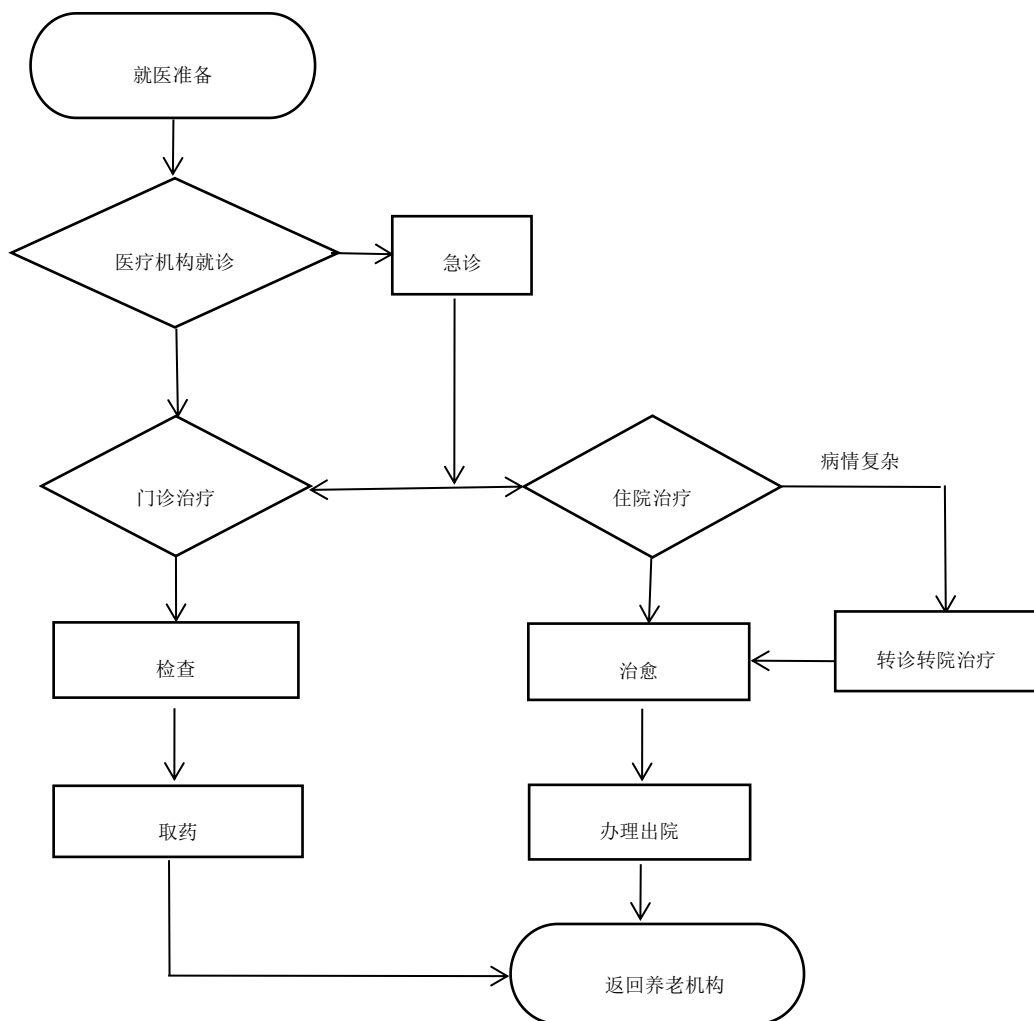 就医准备
医疗机构就诊
急诊
病情复杂
门诊治疗
住院治疗
检查
治愈
转诊转院治疗
取药
办理出院
返回养老机构